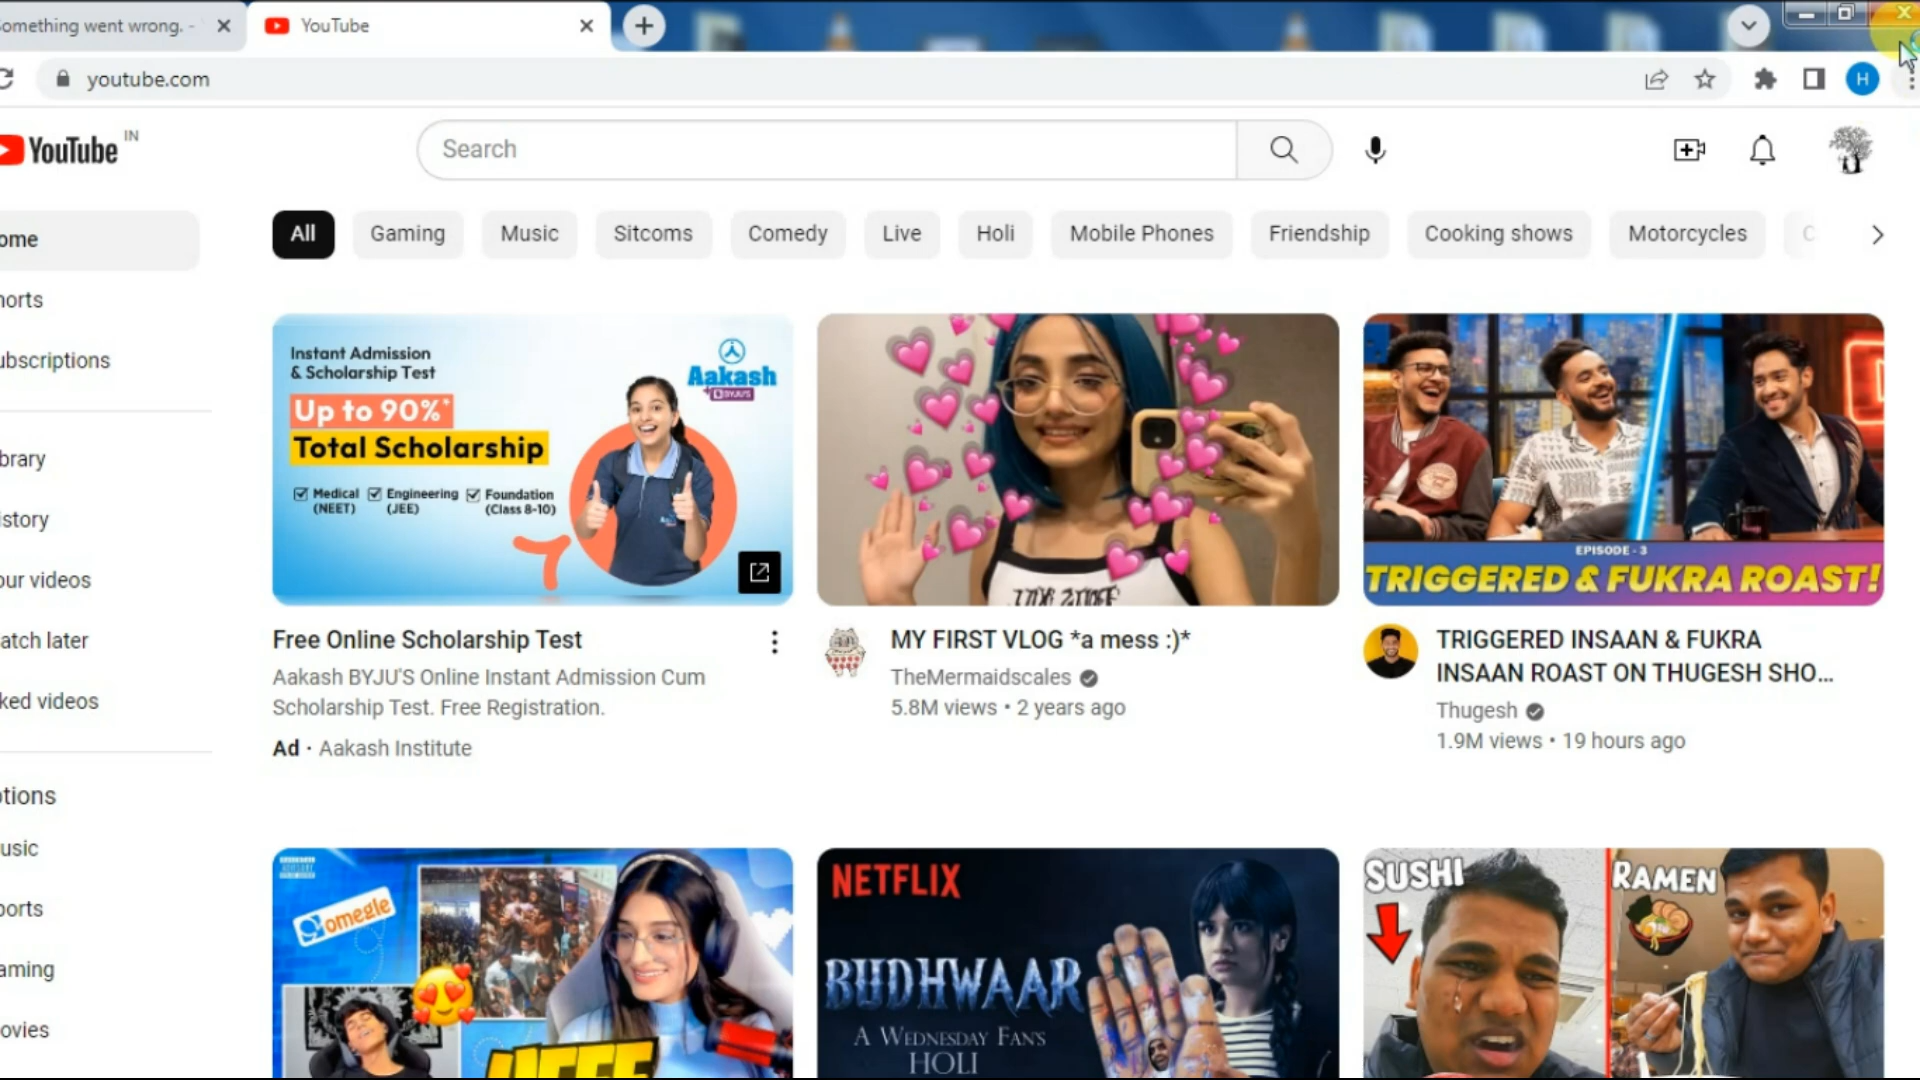 omething went wrong. -
YouTube
youtube.com
H
YouTube IN
Search
All
Gaming
Music
Sitcoms
Comedy
Live
Holi
Mobile Phones
Friendship
Cooking shows
Motorcycles
C
ome
horts
ubscriptions
brary
istory
our videos
atch later
ked videos
otions
usic
ports
aming
ovies
Instant Admission
& Scholarship Test
Up to 90%*
Total Scholarship
Medical
(NEET)
Engineering
(JEE)
Foundation
(Class 8-10)
Aakash
BYJU'S
Free Online Scholarship Test
Aakash BYJU'S Online Instant Admission Cum
Scholarship Test. Free Registration.
Ad · Aakash Institute
MY FIRST VLOG *a mess :)*
TheMermaidscales
5.8M views • 2 years ago
EPISODE - 3
TRIGGERED & FUKRA ROAST!
TRIGGERED INSAAN & FUKRA
INSAAN ROAST ON THUGESH SHO...
Thugesh
1.9M views • 19 hours ago
omegle
NETFLIX
BUDHWAAR
A WEDNESDAY FAN'S
HOLI
SUSHI
RAMEN